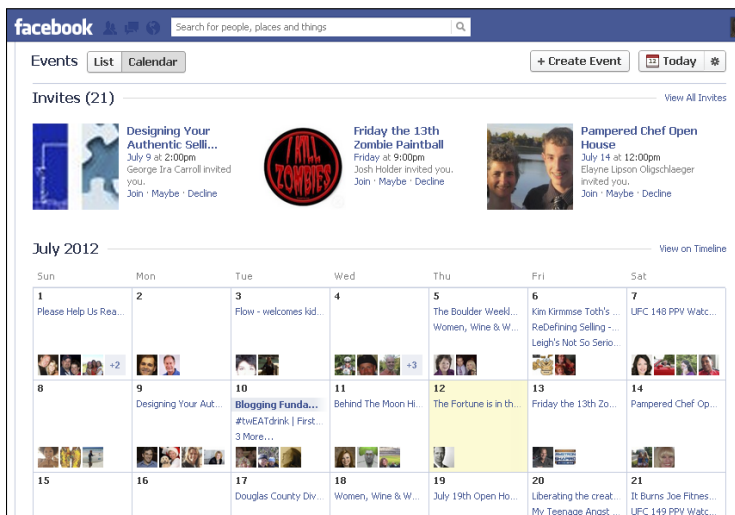 facebook Search for people, places and things
Events List Calendar + Create Event 12 Today
Invites (21) View All Invites
Designing Your
Authentic Selli...
July 9 at 2:00pm
George Ira Carroll invited
you.
Join · Maybe · Decline
I KILL
ZOMBIES
Friday the 13th
Zombie Paintball
Friday at 9:00pm
Josh Holder invited you.
Join · Maybe · Decline
Pampered Chef Open
House
July 14 at 12:00pm
Elayne Lipson Oligschlaeger
invited you.
Join · Maybe · Decline
July 2012 View on Timeline
Sun Mon Tue Wed Thu Fri Sat
1 2 3 4 5 6 7
Please Help Us Rea... Flow - welcomes kid... The Boulder Weekl... Kim Kirmmse Toth's ... UFC 148 PPV Watc...
Women, Wine & W... ReDefining Selling -...
Leigh's Not So Serio...
+2 +3
8 9 10 11 12 13 14
Designing Your Aut... Blogging Funda... Behind The Moon Hi... The Fortune is in th... Friday the 13th Zo... Pampered Chef Op...
#twEATdrink | First...
3 More...
15 16 17 18 19 20 21
Douglas County Div... Women, Wine & W... July 19th Open Ho... Liberating the creat... It Burns Joe Fitnes...
My Teenage Angst ... UFC 149 PPV Watc...